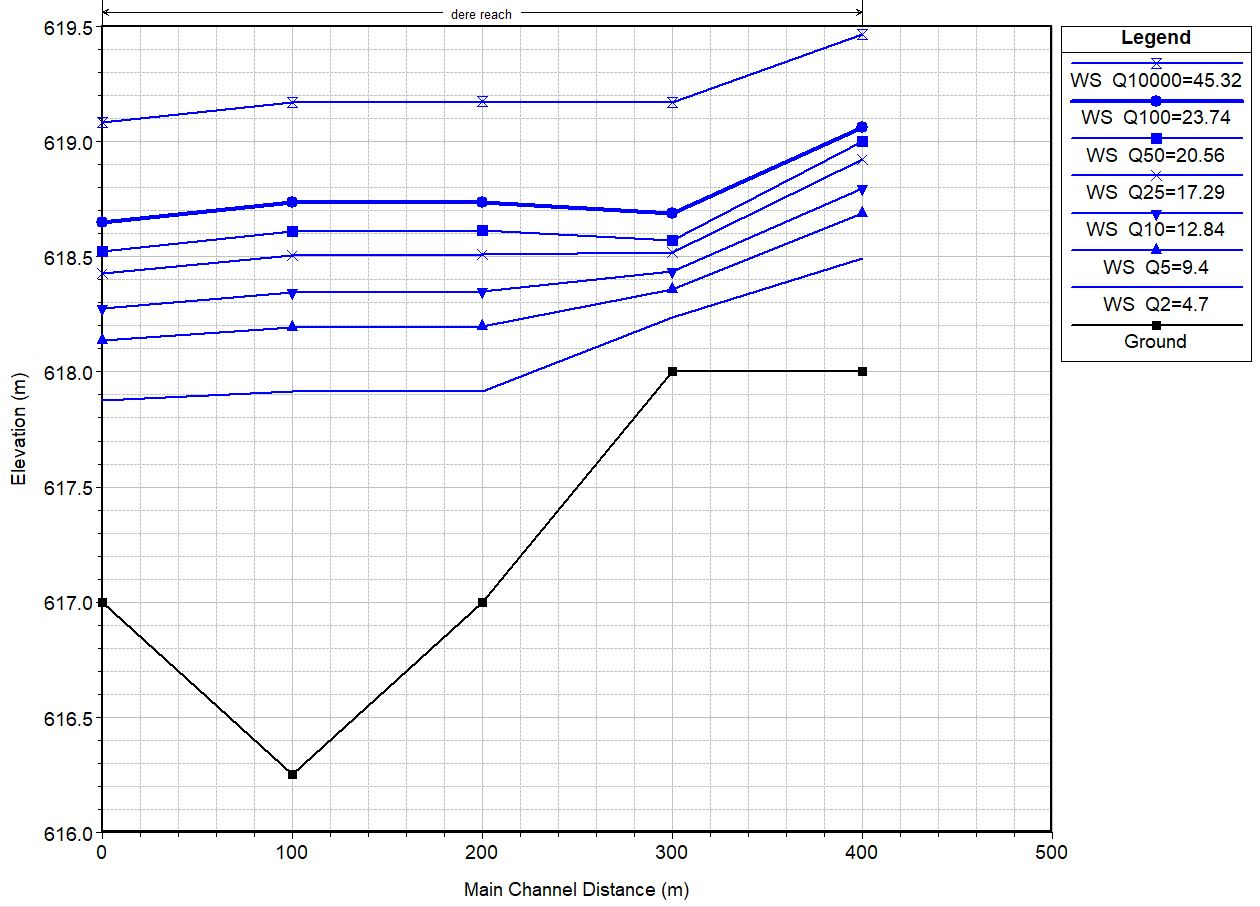 dere reach
619.5
619.0
618.5
618.0
617.5
617.0
616.5
616.0
0
100
200
300
400
500
Main Channel Distance (m)
Elevation (m)
Legend
WS Q10000=45.32
WS Q100=23.74
WS Q50=20.56
WS Q25=17.29
WS Q10=12.84
WS Q5=9.4
WS Q2=4.7
Ground